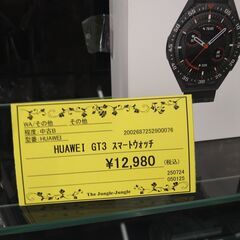 WA/その他 その他
程度:中古B
型番:HUAWEI
2002687252900076
HUAWEI GT3 スマートウォッチ
¥12,980 (税込)
250724
050125
The Jungle-Jungle